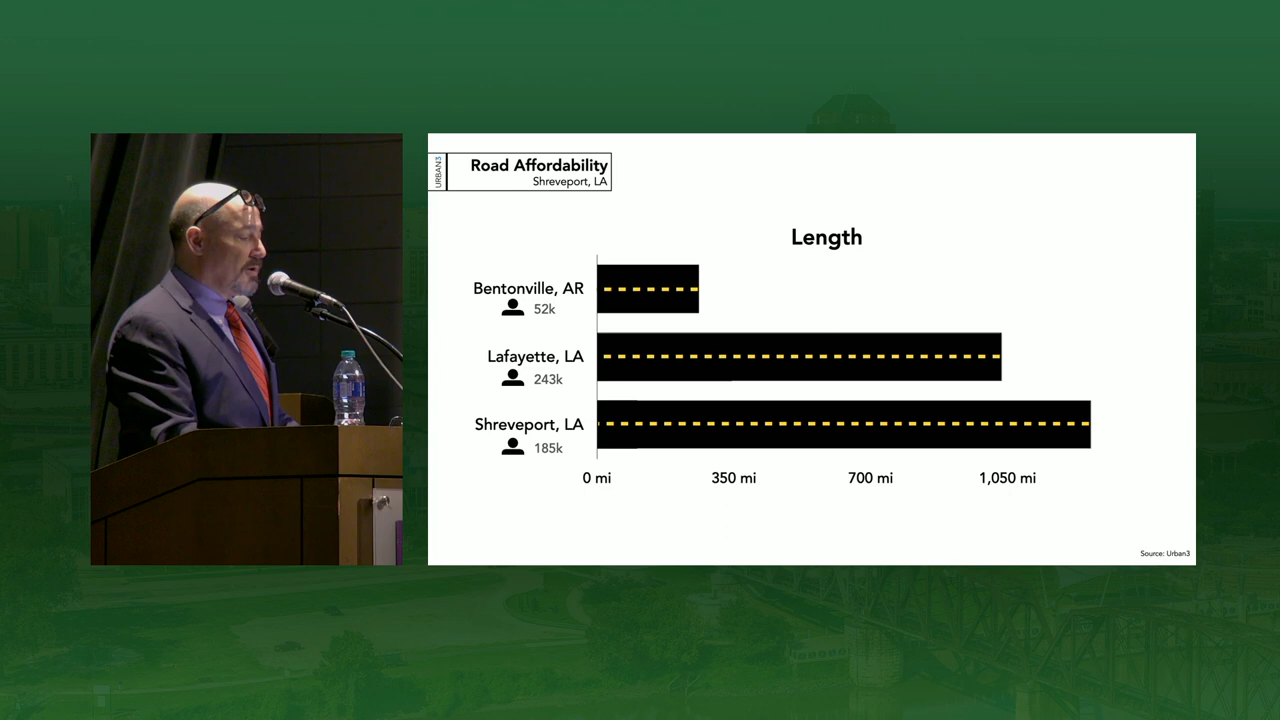 URBAN3
Road Affordability
Shreveport, LA
Length
Bentonville, AR
52k
Lafayette, LA
243k
Shreveport, LA
185k
0 mi
350 mi
700 mi
1,050 mi
Source: Urban3